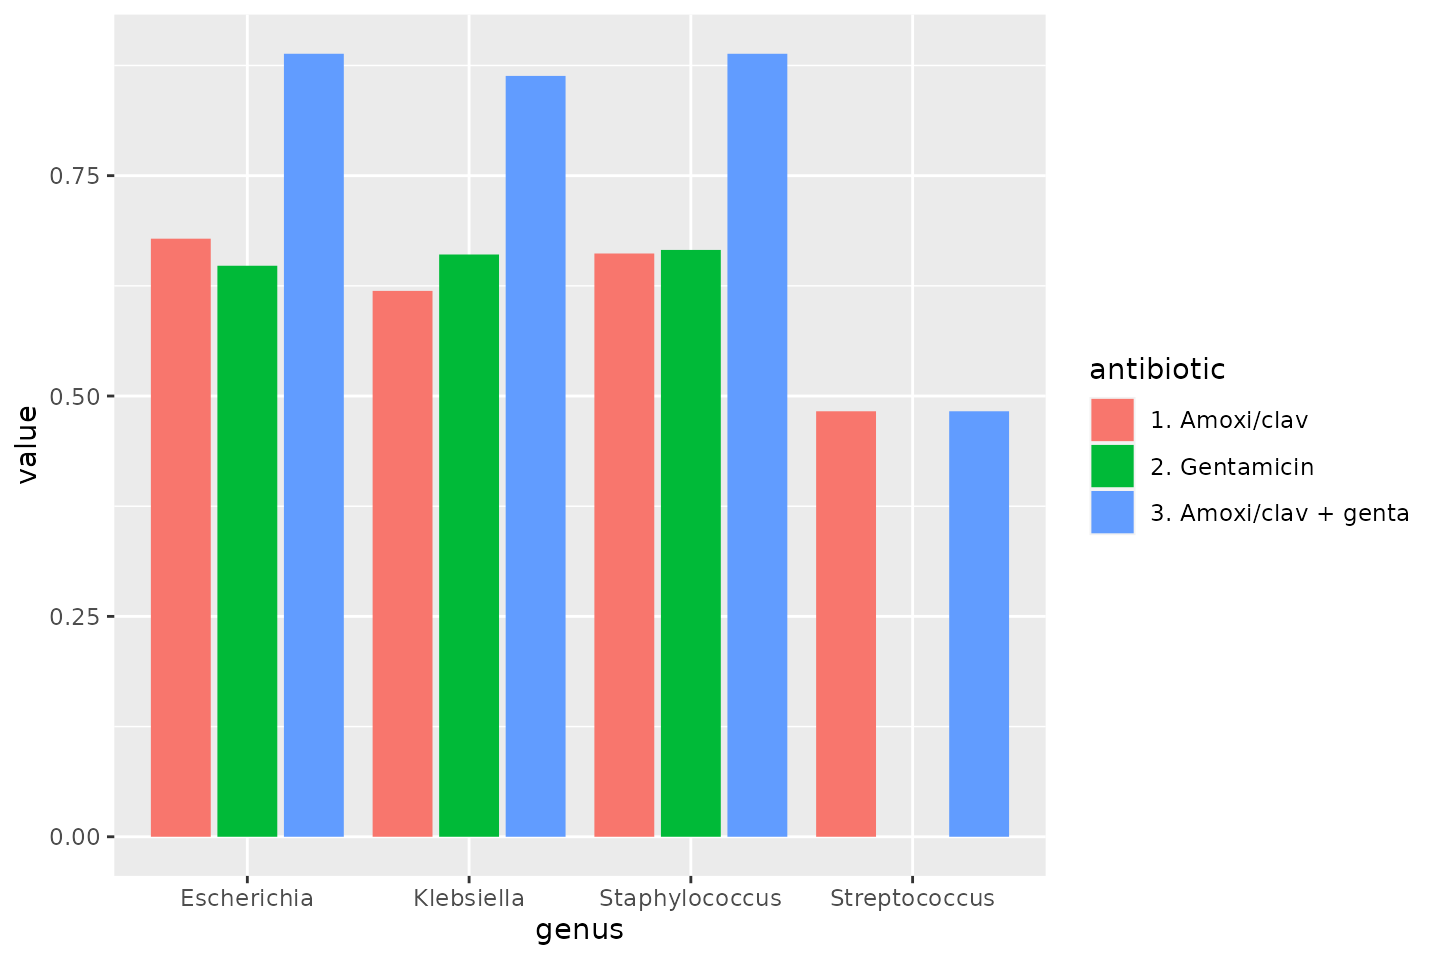 value
0.75
0.50
0.25
0.00
Escherichia
Klebsiella
Staphylococcus
Streptococcus
genus
antibiotic
1. Amoxi/clav
2. Gentamicin
3. Amoxi/clav + genta